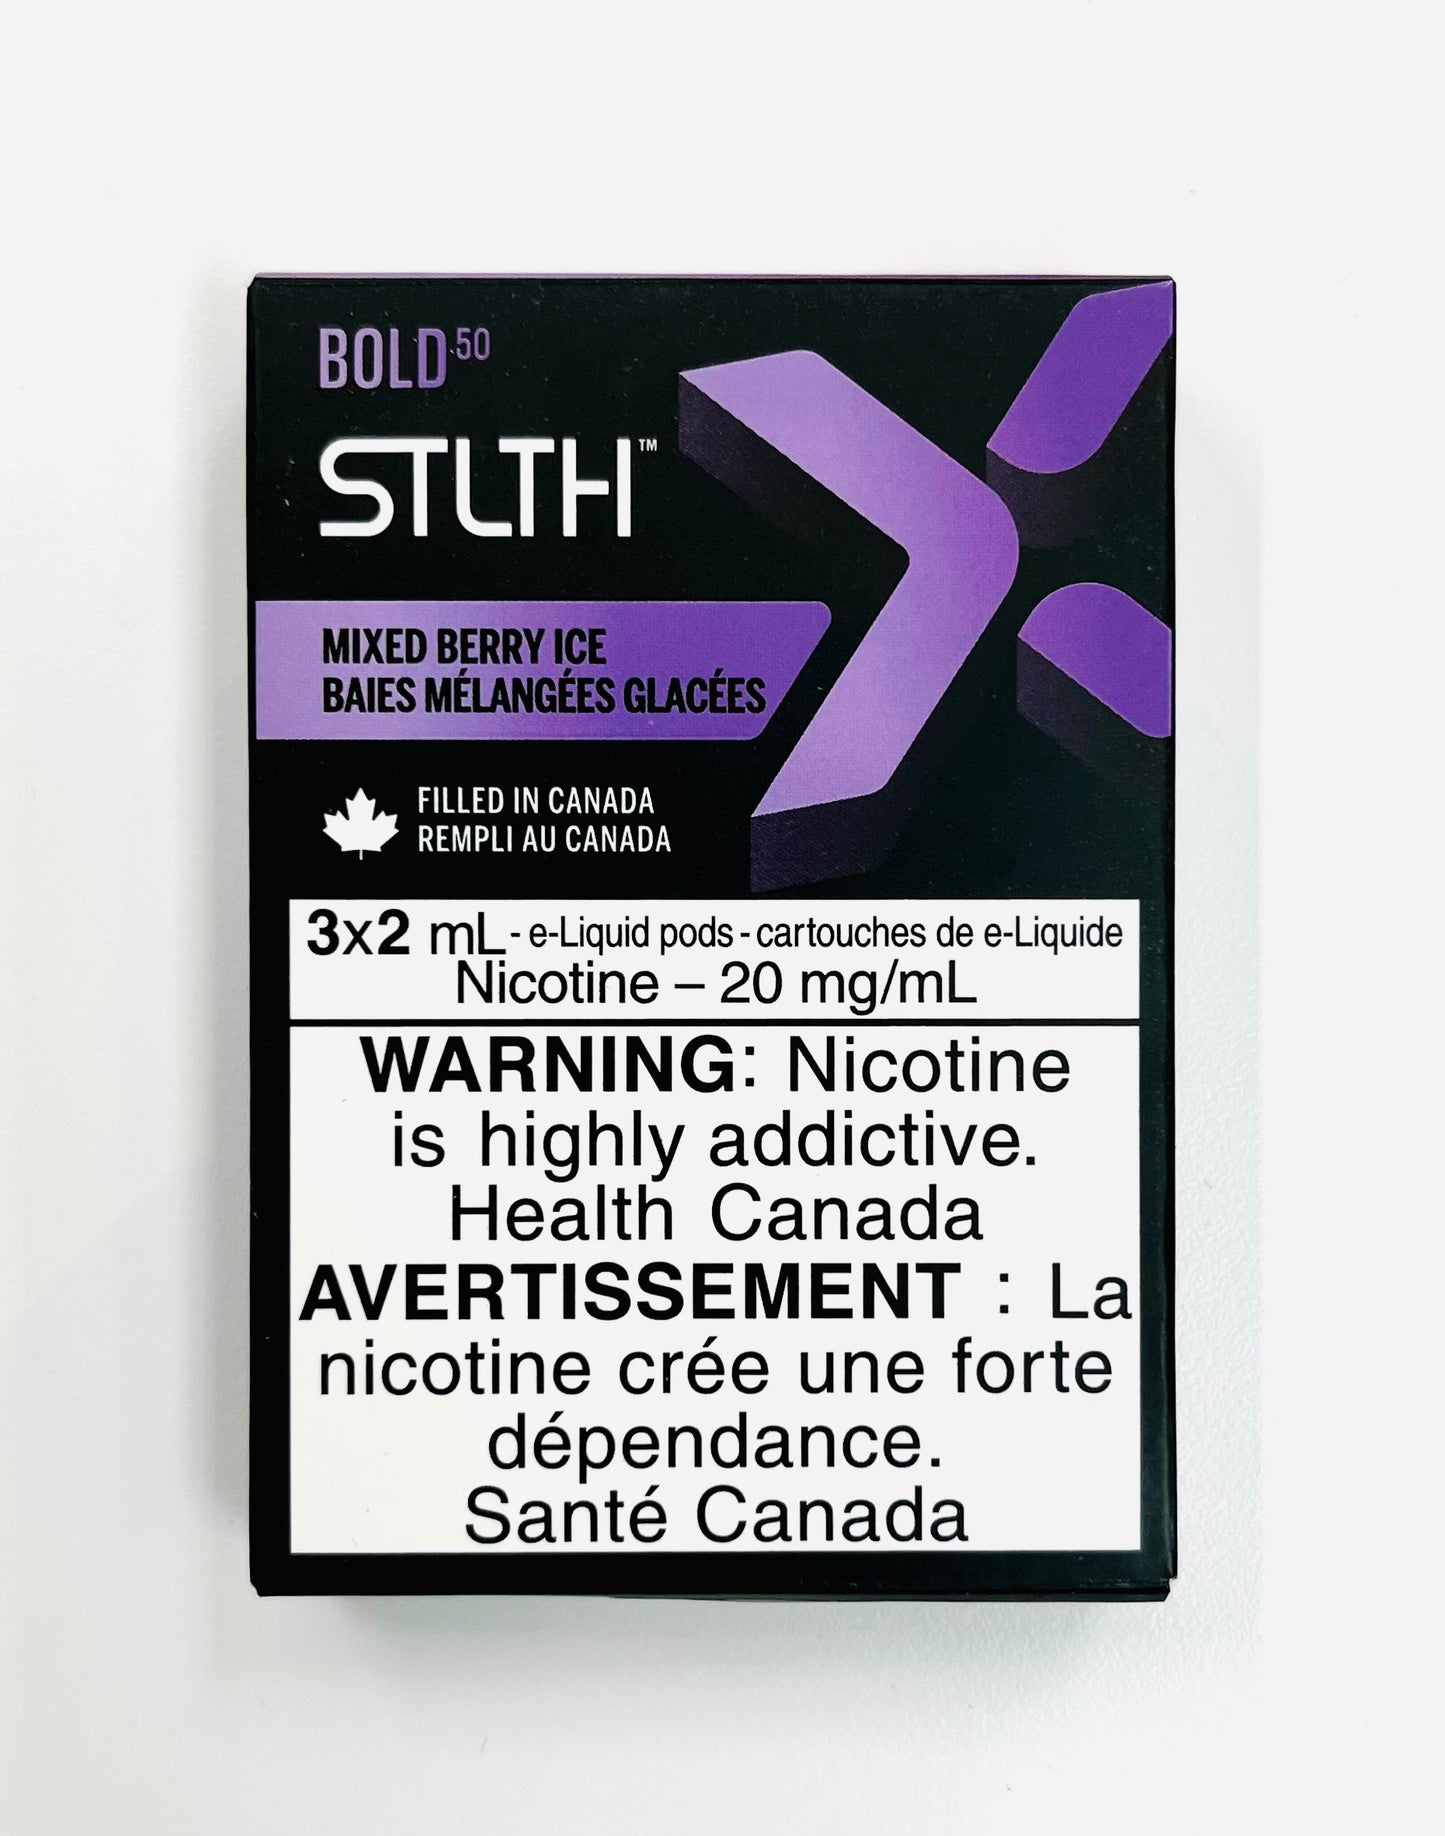 BOLD 50
STLTH™
MIXED BERRY ICE
BAIES MÉLANGÉES GLACÉES
FILLED IN CANADA
REMPLI AU CANADA
3x2 mL - e-Liquid pods - cartouches de e-Liquide
Nicotine – 20 mg/mL
WARNING: Nicotine
is highly addictive.
Health Canada
AVERTISSEMENT : La
nicotine crée une forte
dépendance.
Santé Canada